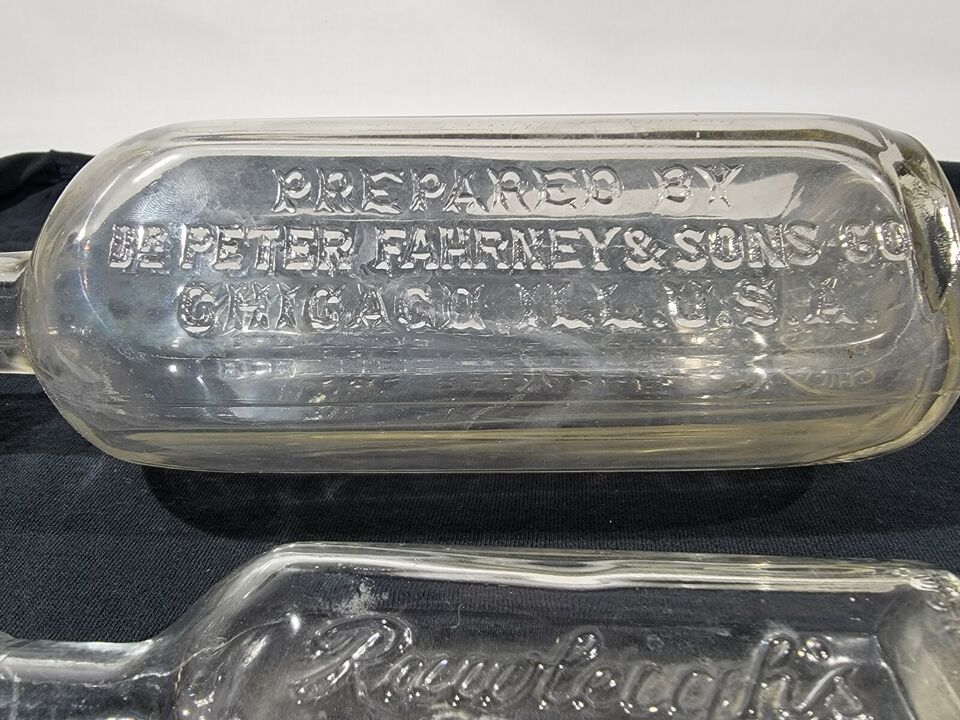 PREPARED BY
DR PETER FAHRNEY & SONS CO
CHICAGO ILL.U.S.A.
Rawleigh's